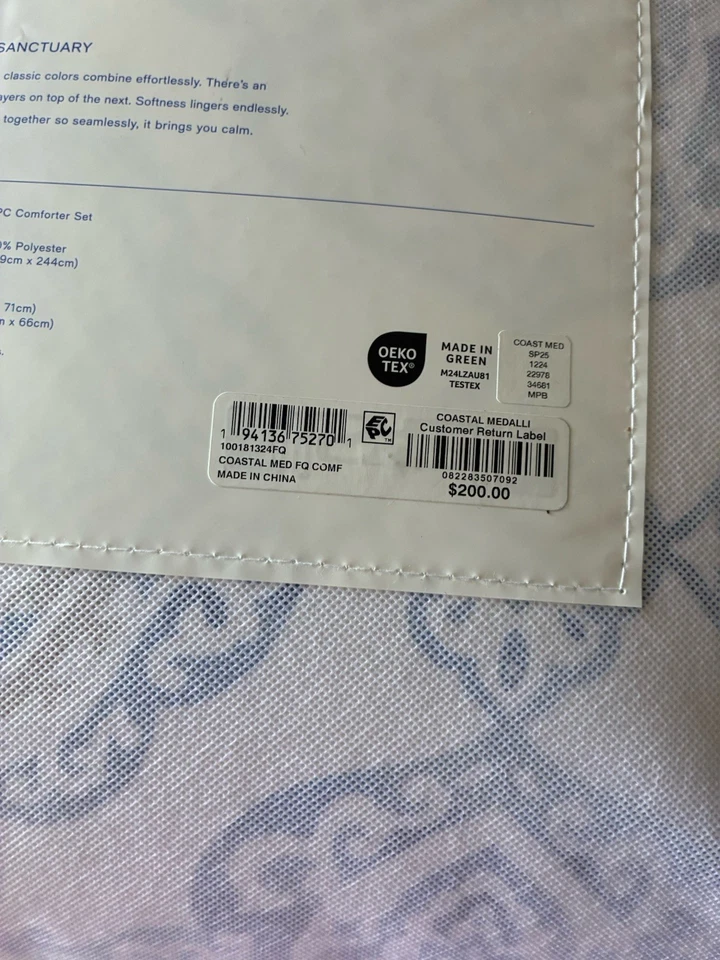 SANCTUARY
classic colors combine effortlessly. There's an
ayers on top of the next. Softness lingers endlessly.
together so seamlessly, it brings you calm.
PC Comforter Set
% Polyester
9cm x 244cm)
71cm)
x 66cm)
OEKO
TEX®
MADE IN
GREEN
M24LZAU81
TESTEX
COAST MED
SP25
1224
22978
34681
MPB
1 94136 75270 1
100181324FQ
COASTAL MED FQ COMF
MADE IN CHINA
EPC™
COASTAL MEDALLI
Customer Return Label
082283507092
$200.00